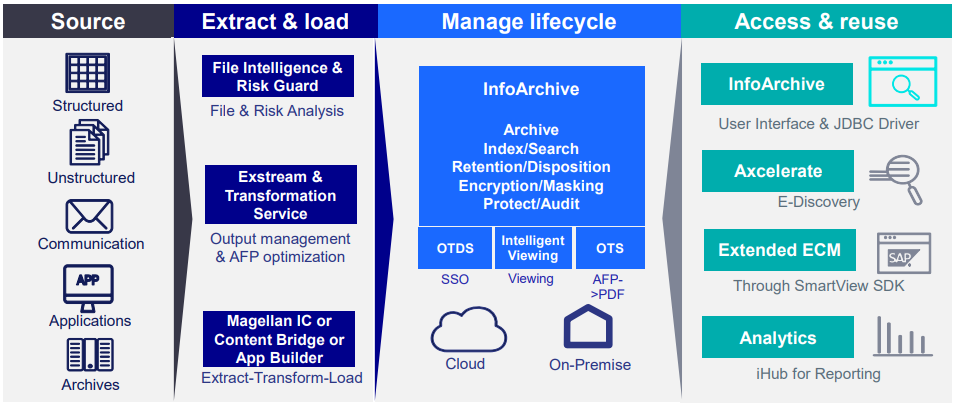 Source
Extract & load
Manage lifecycle
Access & reuse
Structured
Unstructured
Communication
APP
Applications
Archives
File Intelligence &
Risk Guard
File & Risk Analysis
Exstream &
Transformation
Service
Output management
& AFP optimization
Magellan IC or
Content Bridge or
App Builder
Extract-Transform-Load
InfoArchive
Archive
Index/Search
Retention/Disposition
Encryption/Masking
Protect/Audit
OTDS
SSO
Intelligent
Viewing
Viewing
OTS
AFP-
->PDF
Cloud
On-Premise
InfoArchive
User Interface & JDBC Driver
Axcelerate
E-Discovery
Extended ECM
SAP
Through SmartView SDK
Analytics
iHub for Reporting